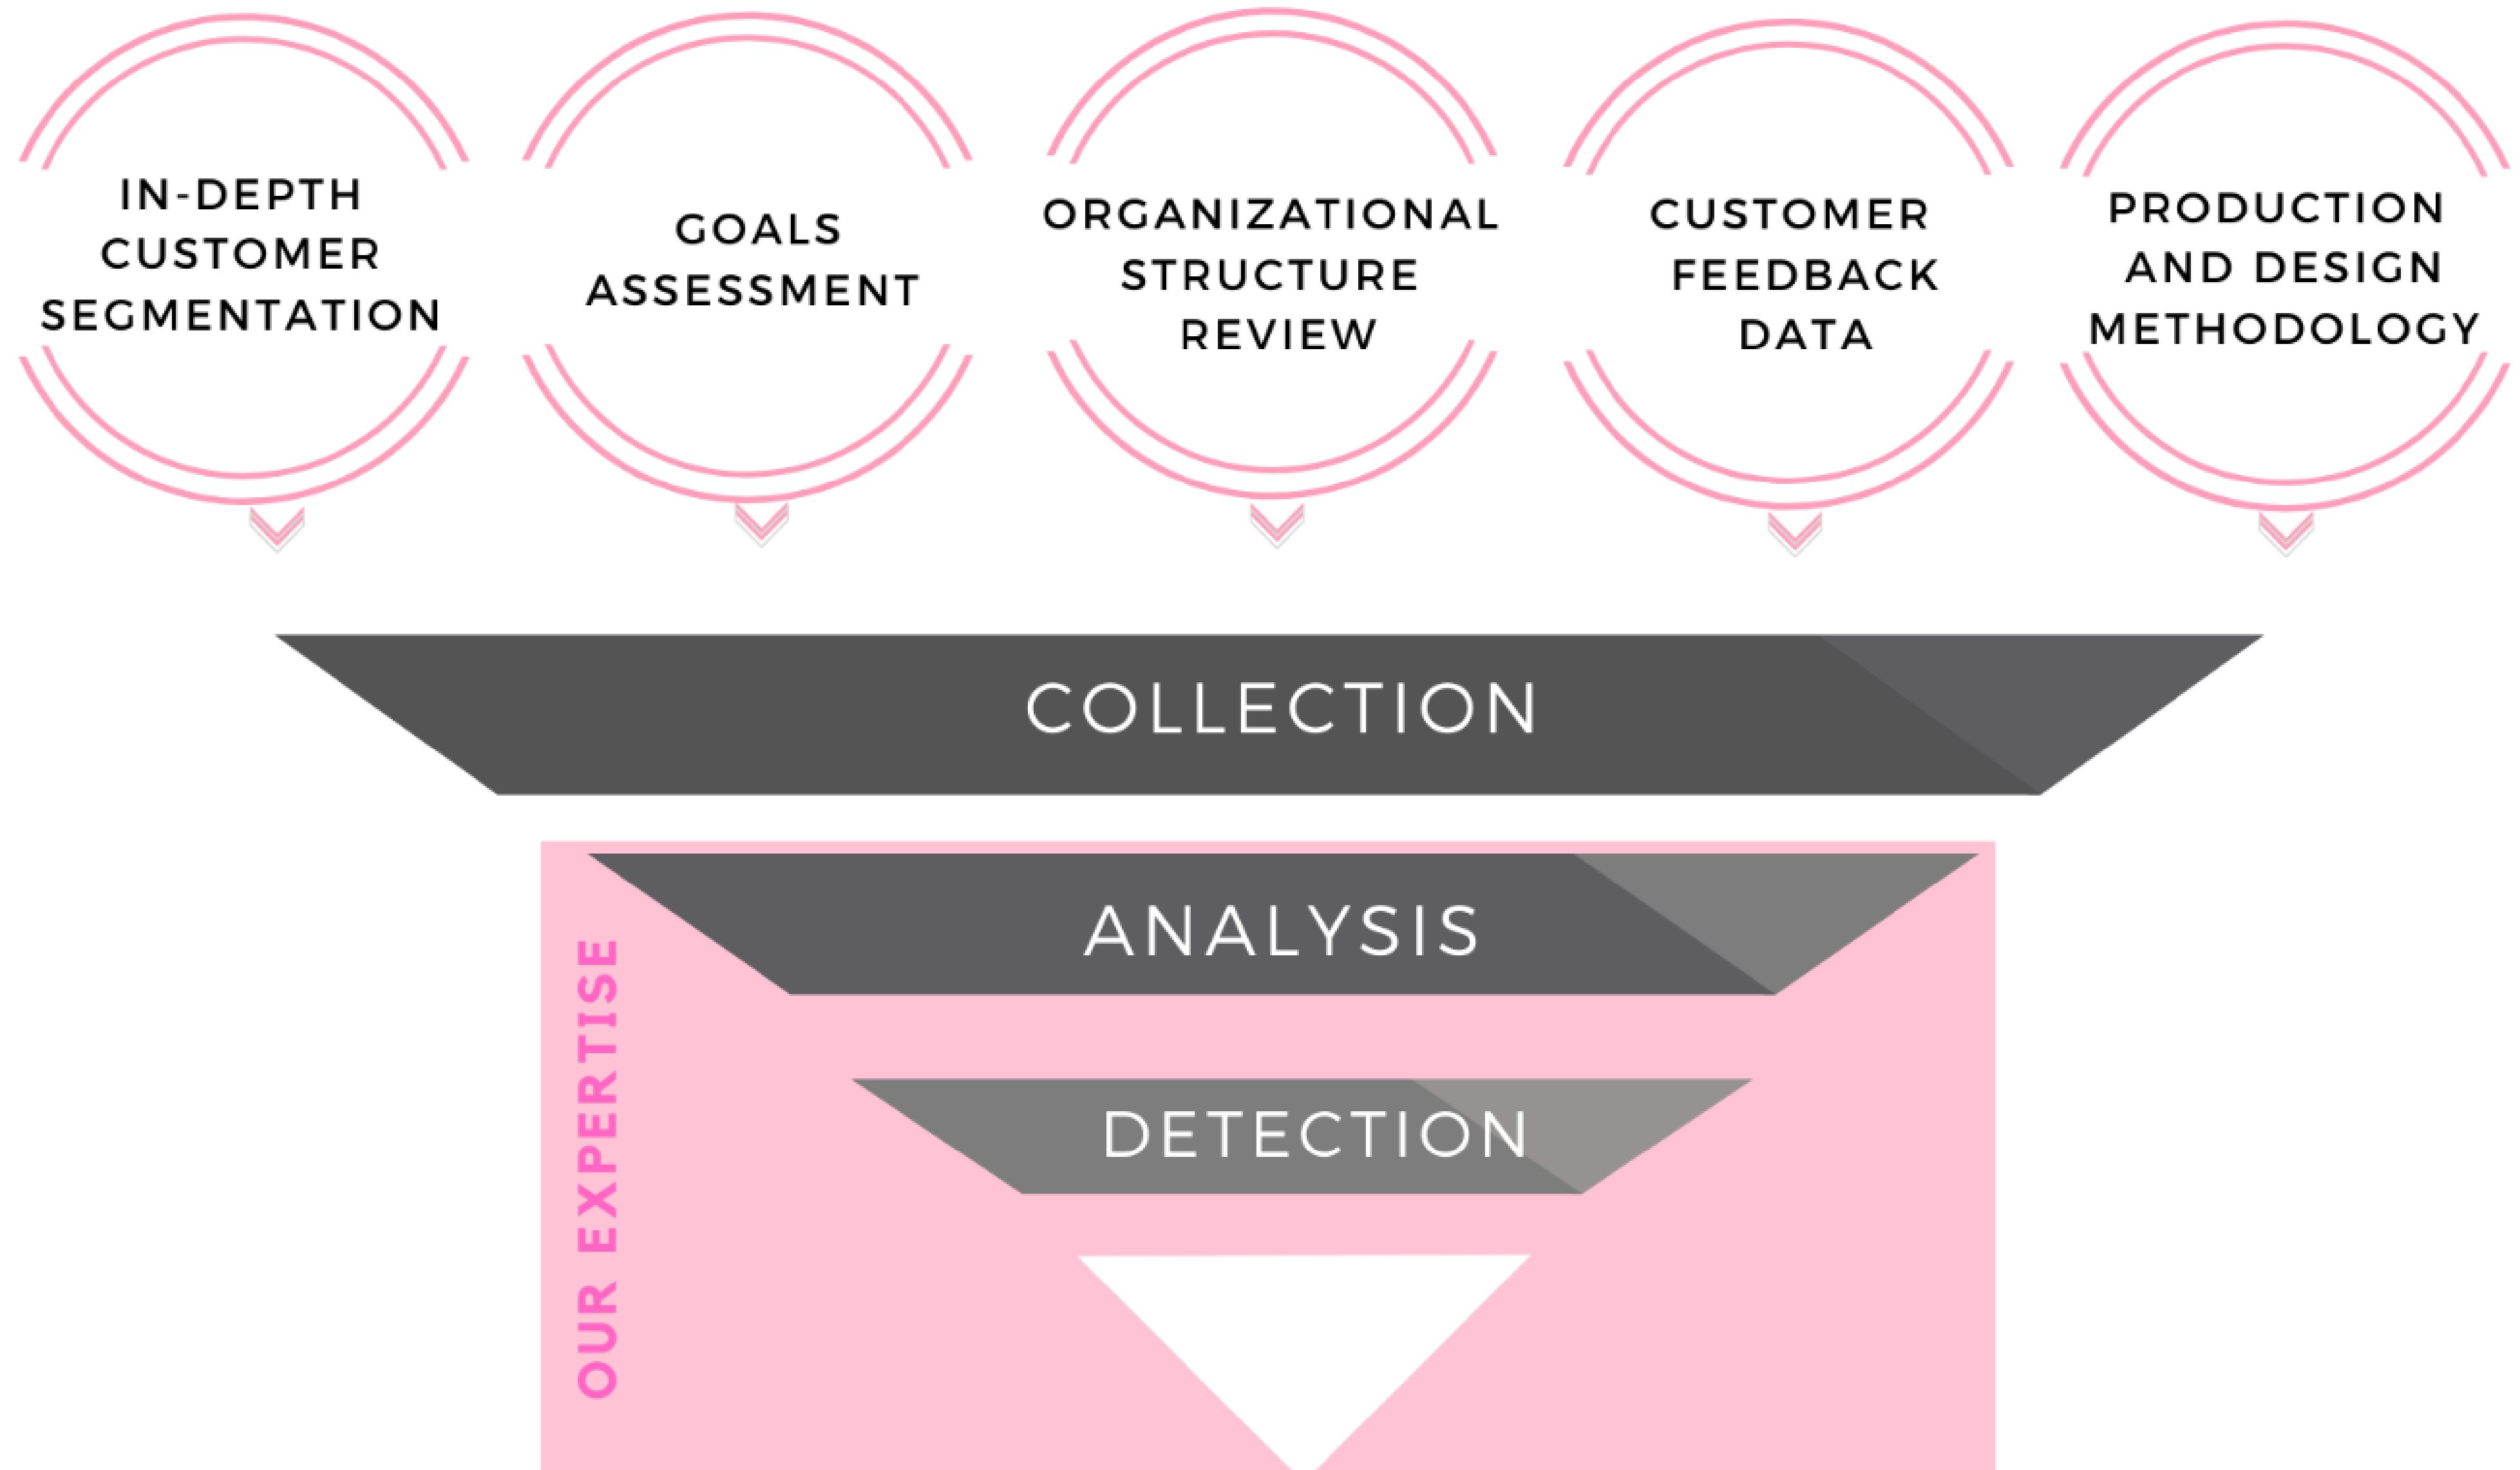 IN-DEPTH
CUSTOMER
SEGMENTATION
GOALS
ASSESSMENT
ORGANIZATIONAL
STRUCTURE
REVIEW
CUSTOMER
FEEDBACK
DATA
PRODUCTION
AND DESIGN
METHODOLOGY
COLLECTION
OUR EXPERTISE
ANALYSIS
DETECTION